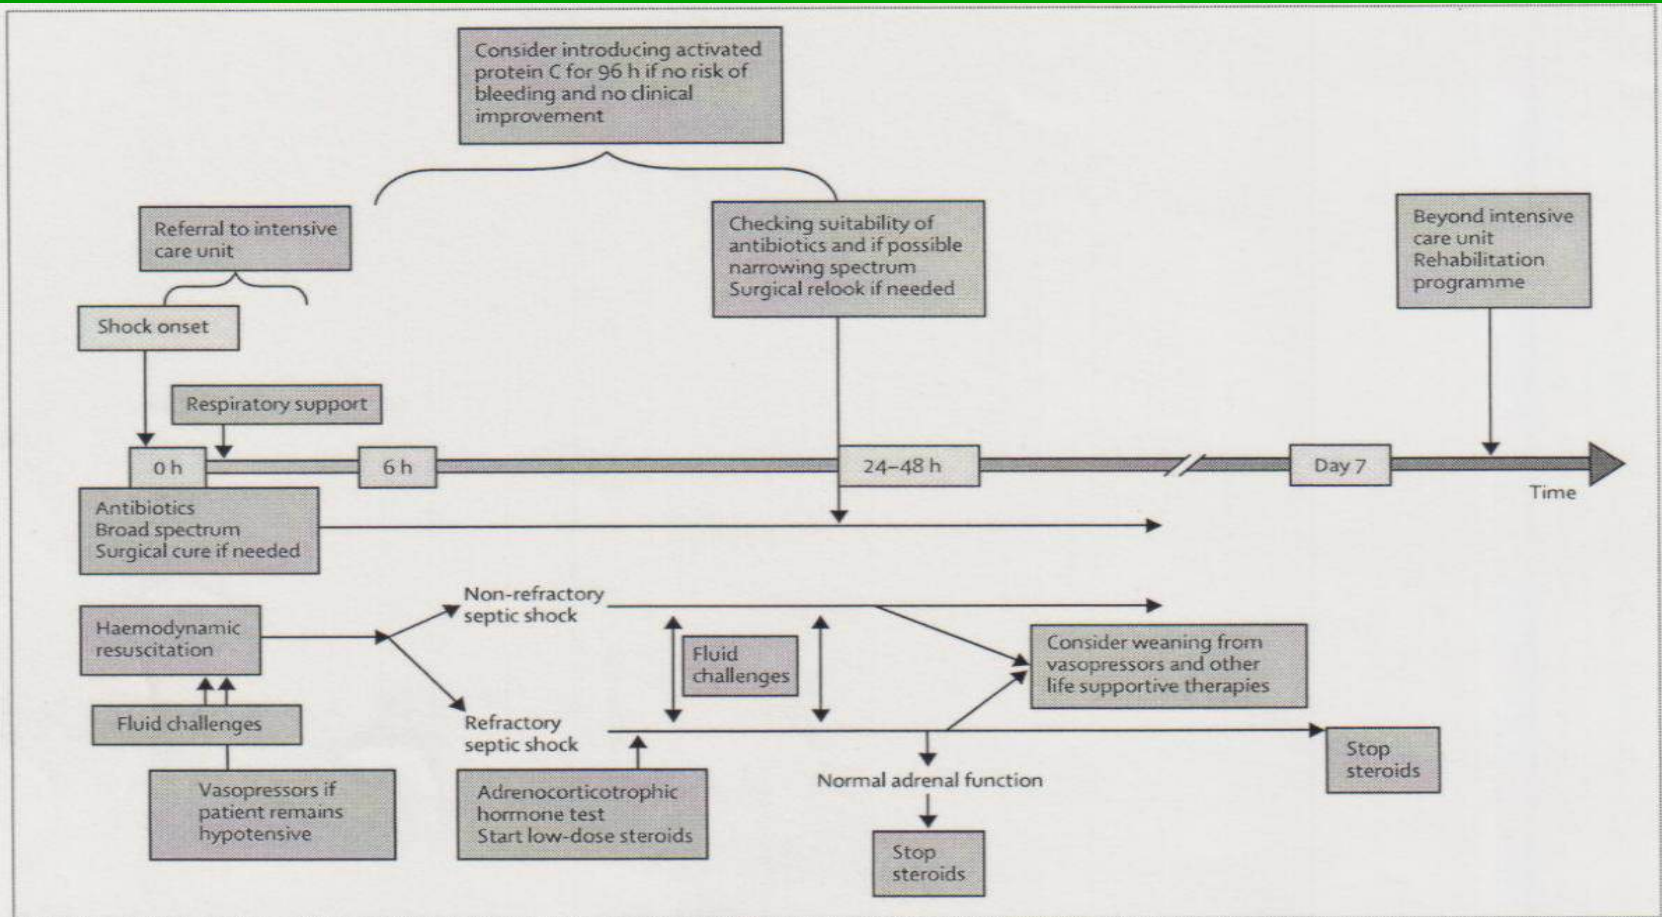 Consider introducing activated
protein C for 96 h if no risk of
bleeding and no clinical
improvement
Referral to intensive
care unit
Checking suitability of
antibiotics and if possible
narrowing spectrum
Surgical relook if needed
Beyond intensive
care unit
Rehabilitation
programme
Shock onset
Respiratory support
0 h
6 h
24–48 h
Day 7
Time
Antibiotics
Broad spectrum
Surgical cure if needed
Haemodynamic
resuscitation
Non-refractory
septic shock
Fluid
challenges
Consider weaning from
vasopressors and other
life supportive therapies
Fluid challenges
Refractory
septic shock
Stop
steroids
Vasopressors if
patient remains
hypotensive
Adrenocorticotrophic
hormone test
Start low-dose steroids
Normal adrenal function
Stop
steroids